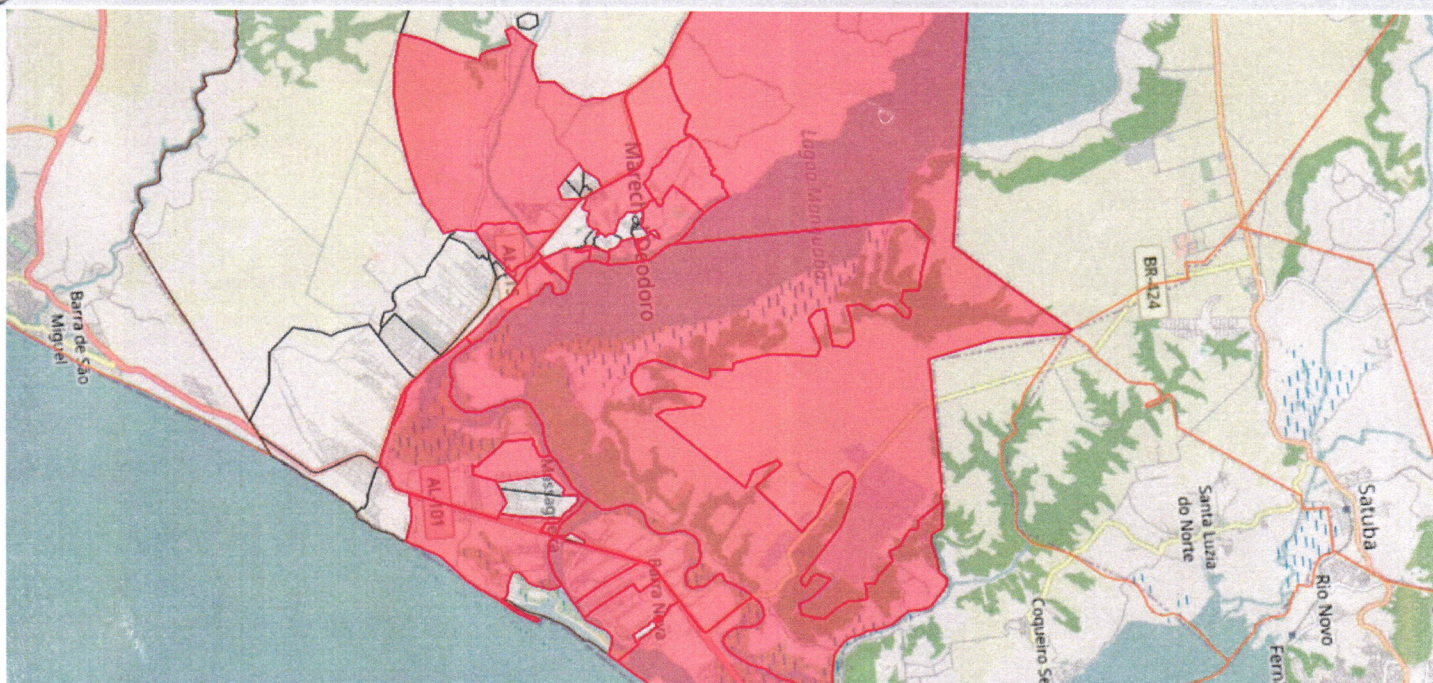 Lagoa Manguaba
Marechal Deodoro
BR-424
Barra de São
Miguel
AL-101
Massagueira
Barra Nova
Satuba
Santa Luzia
do Norte
Rio Novo
Coqueiro Se
Fern